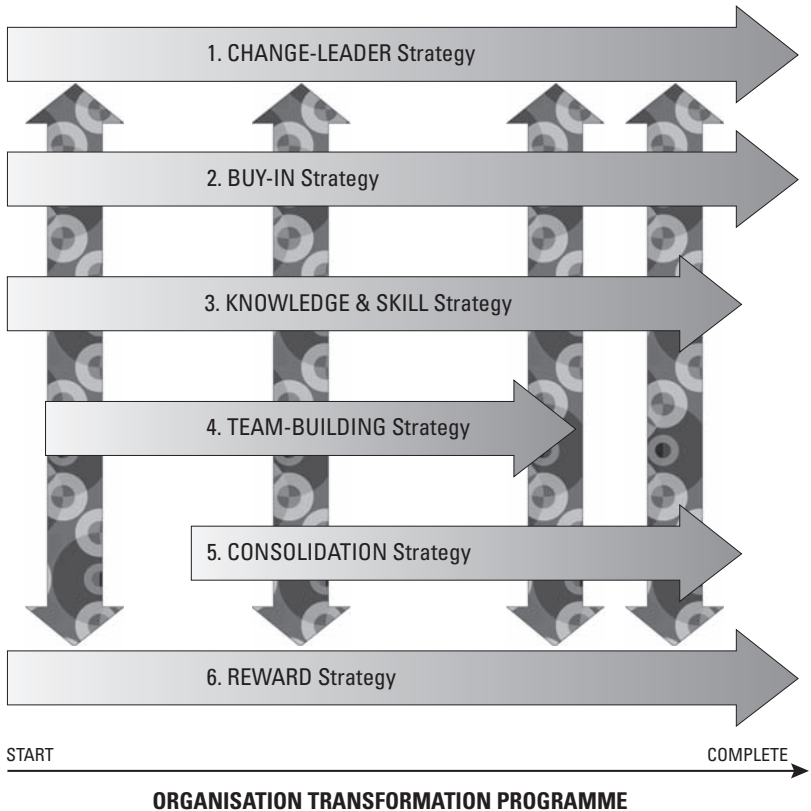 1. CHANGE-LEADER Strategy
2. BUY-IN Strategy
3. KNOWLEDGE & SKILL Strategy
4. TEAM-BUILDING Strategy
5. CONSOLIDATION Strategy
6. REWARD Strategy
START COMPLETE
ORGANISATION TRANSFORMATION PROGRAMME